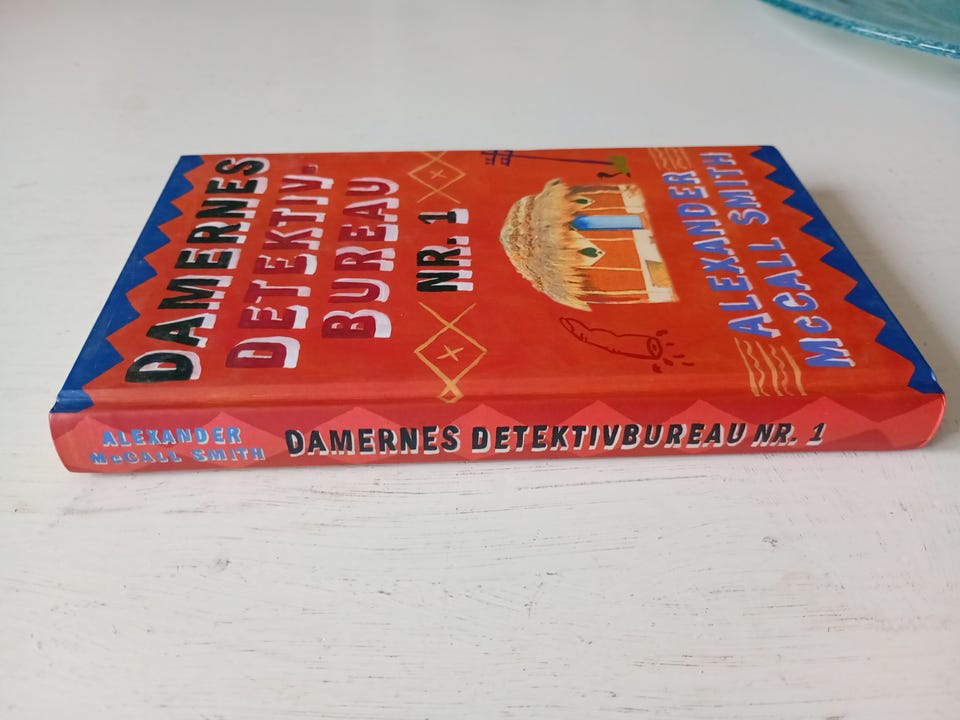 DAMERNES
DETEKTIV-
BUREAU
NR. 1
ALEXANDER
McCALL SMITH
ALEXANDER
McCALL SMITH
DAMERNES DETEKTIVBUREAU NR. 1